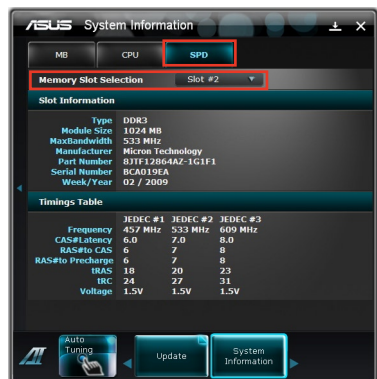 ASUS System Information
MB CPU SPD
Memory Slot Selection Slot #2
Slot Information
Type DDR3
Module Size 1024 MB
MaxBandwidth 533 MHz
Manufacturer Micron Technology
Part Number 8JTF12864AZ-1G1F1
Serial Number BCA019EA
Week/Year 02 / 2009
Timings Table
JEDEC #1 JEDEC #2 JEDEC #3
Frequency 457 MHz 533 MHz 609 MHz
CAS#Latency 6.0 7.0 8.0
RAS#to CAS 6 7 8
RAS#to Precharge 6 7 8
tRAS 18 20 23
tRC 24 27 31
Voltage 1.5V 1.5V 1.5V
Auto
Tuning
Update
System
Information